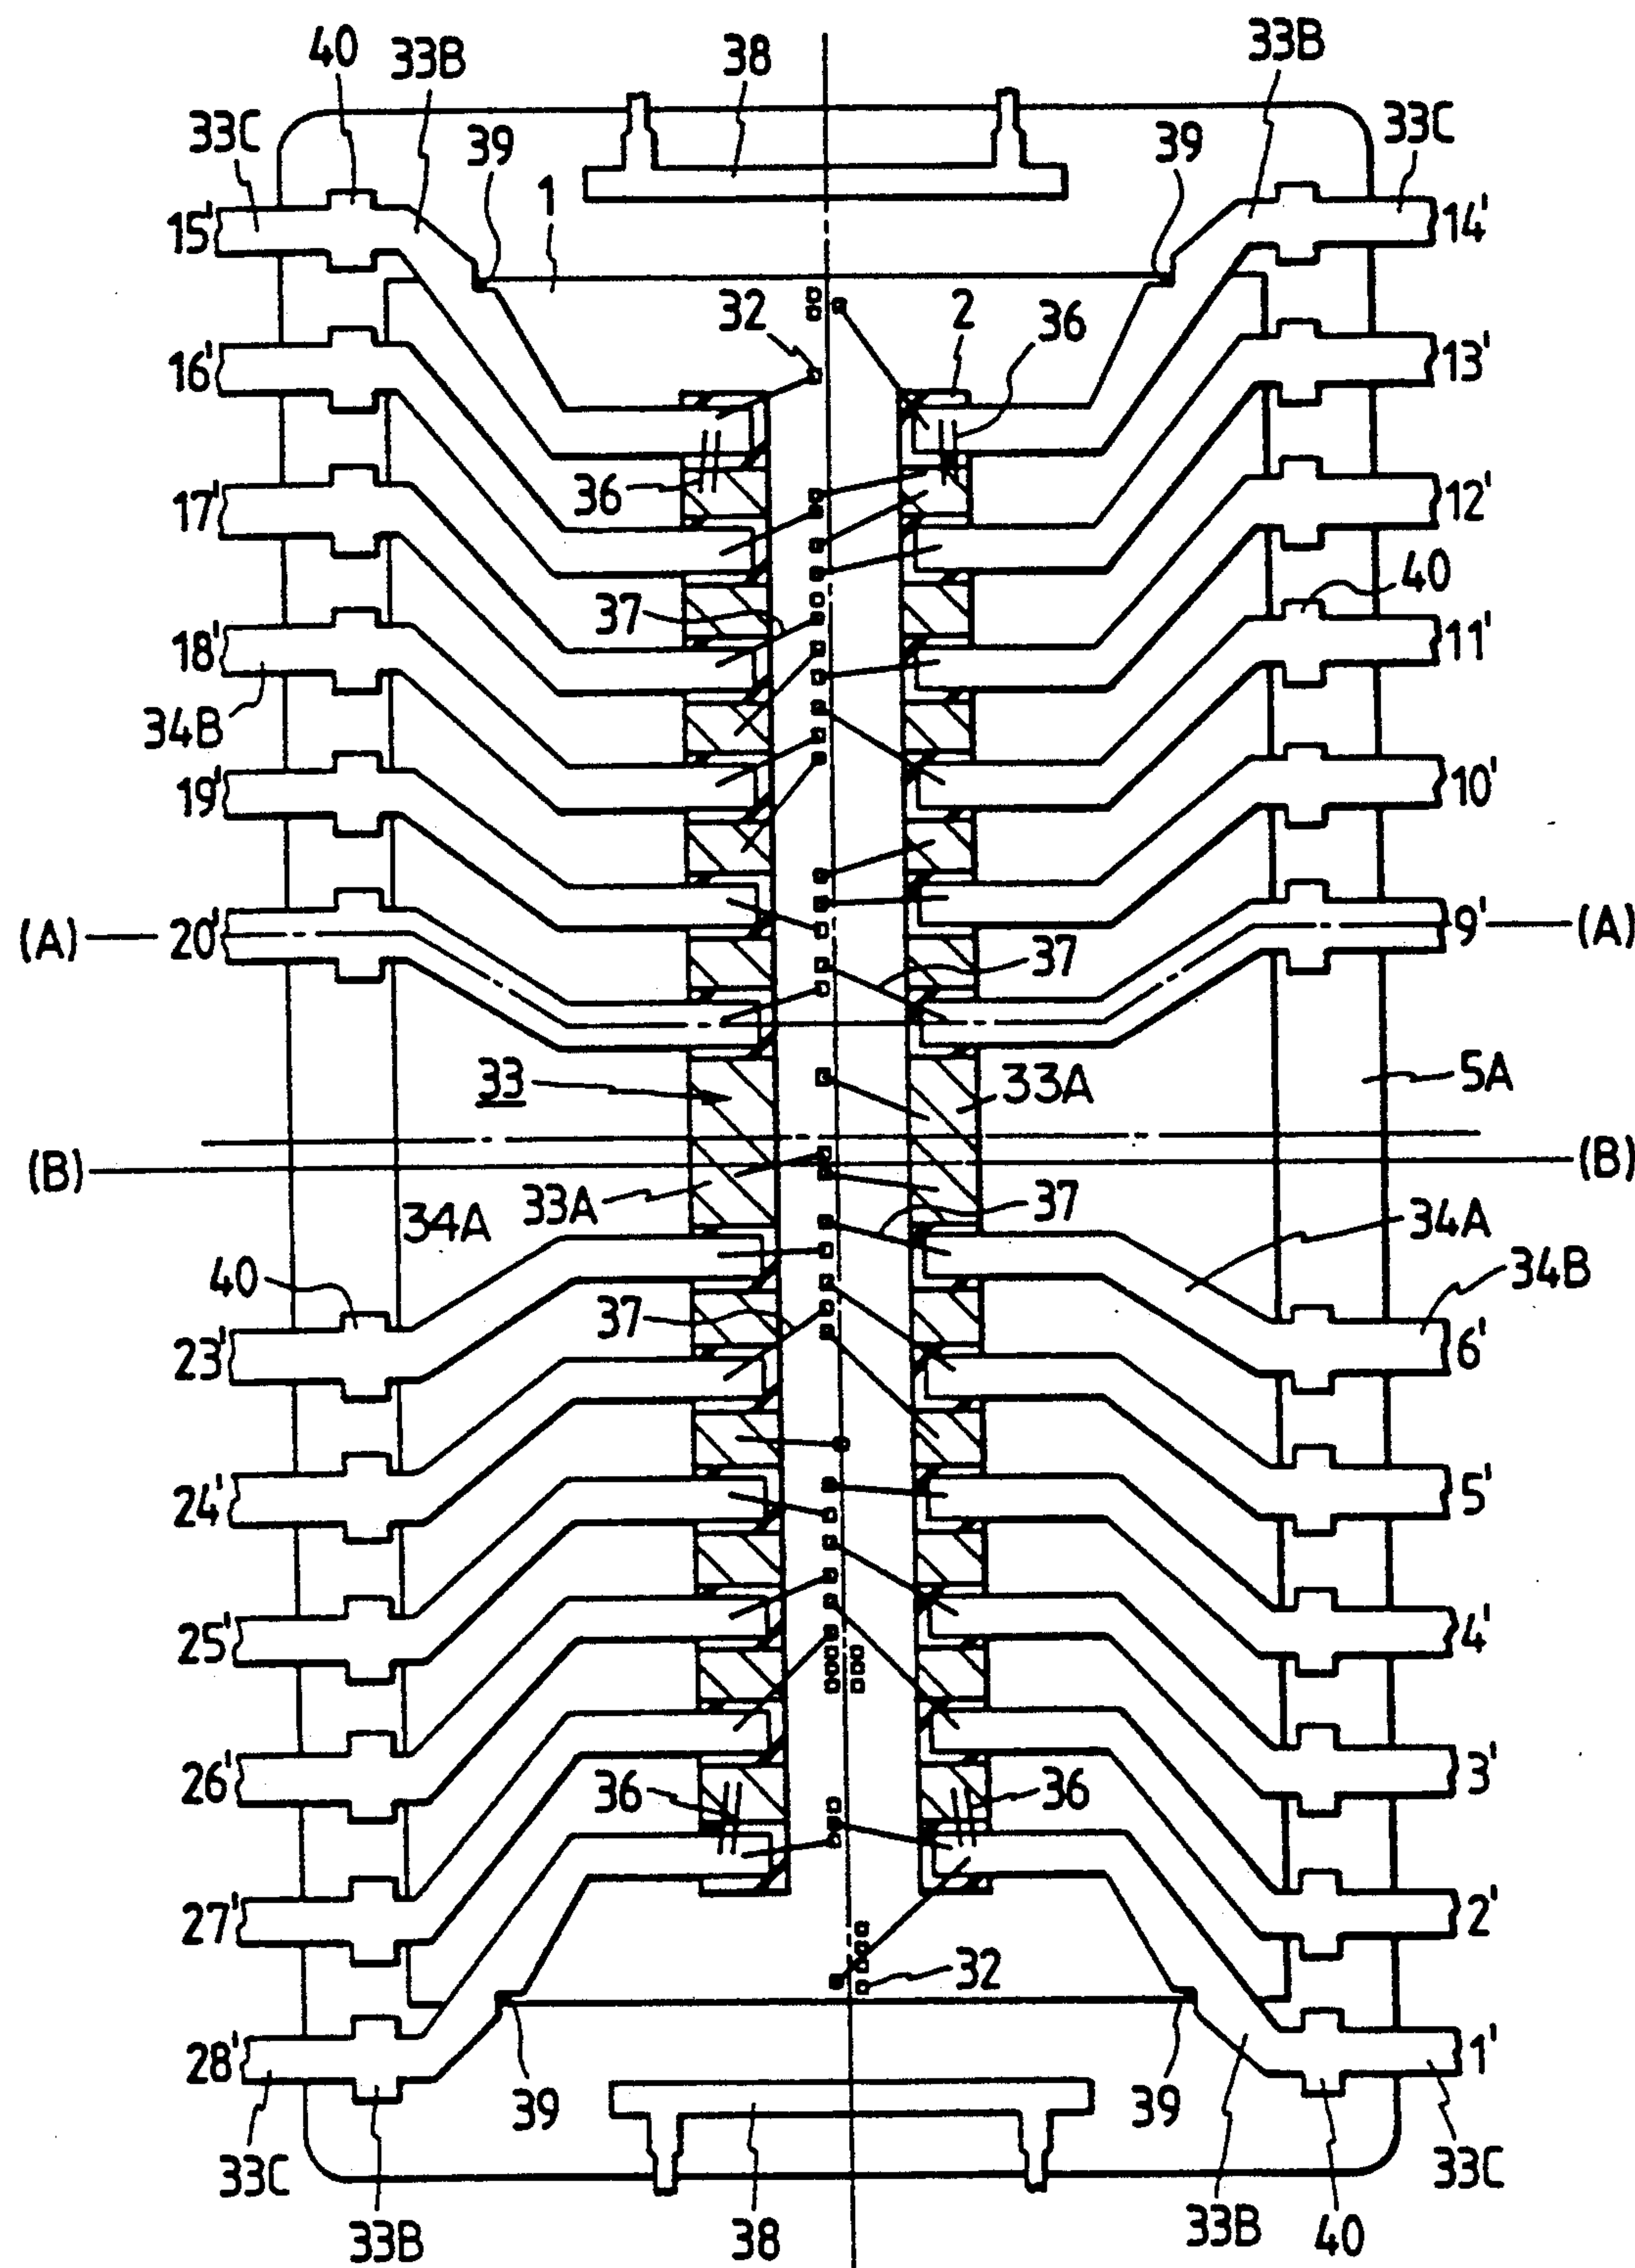 40 33B 38 33B
33C 39 39 33C
1
15' 14'
32 2 36
16' 13'
36
17' 12'
40
37
18' 11'
34B
19' 10'
(A) 20' 37 9' (A)
33 33A 5A
(B) (B)
34A 33A 37 34A
40 34B
37
23' 6'
24' 5'
25' 4'
26' 3'
36 36
27' 2'
32
28' 1'
39 39
33C 33C
33B 38 33B 40